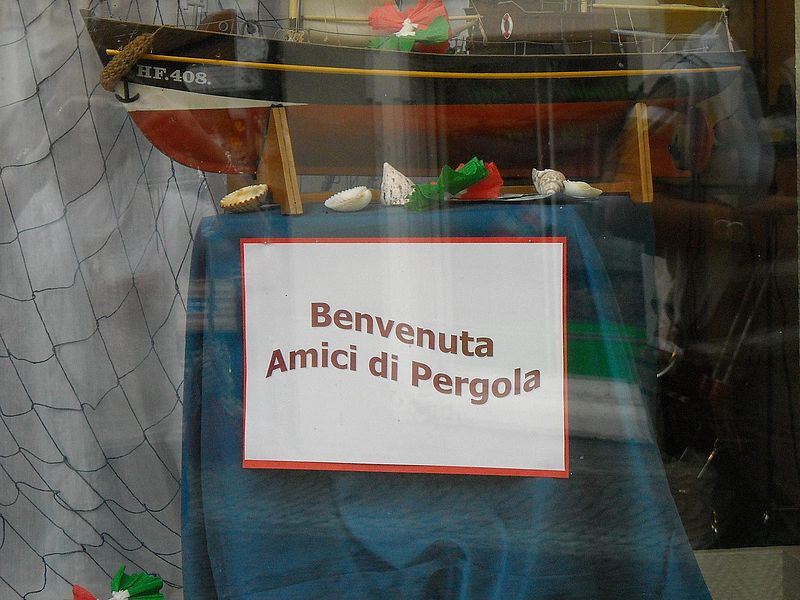 HF.408.
Benvenuta
Amici di Pergola